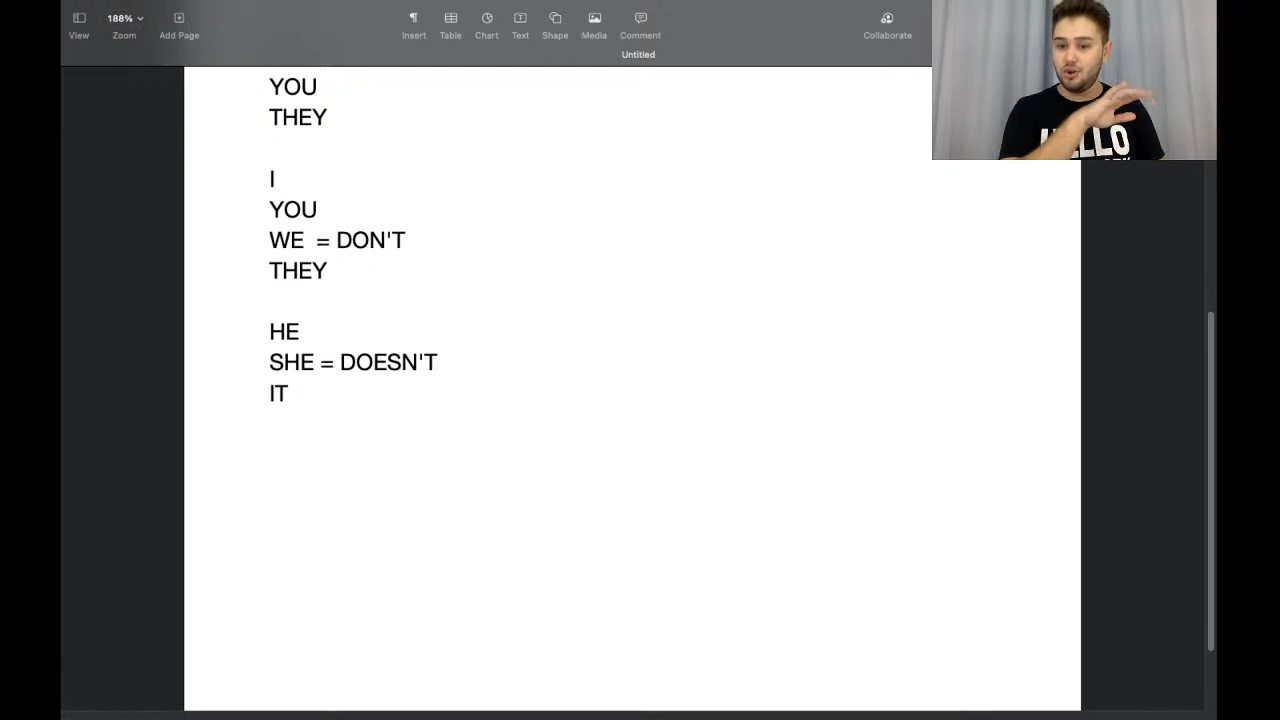 188%
View
Zoom
Add Page
Insert
Table
Chart
Text
Shape
Media
Comment
Collaborate
Untitled
YOU
THEY
I
YOU
WE = DON'T
THEY
HE
SHE = DOESN'T
IT
HELLO